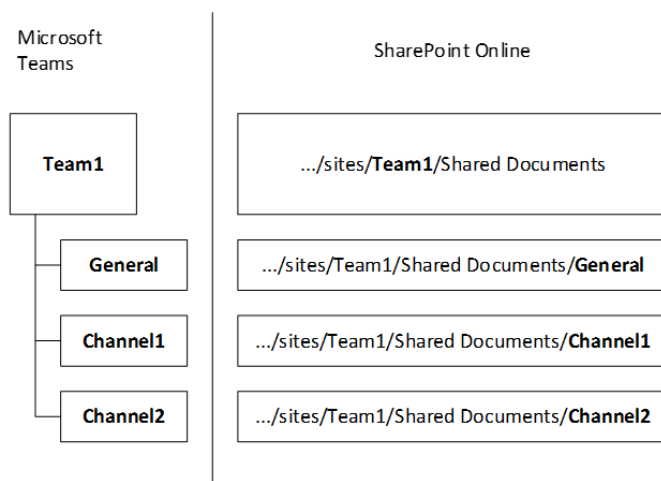 Microsoft
Teams
SharePoint Online
Team1
.../sites/Team1/Shared Documents
General
.../sites/Team1/Shared Documents/General
Channel1
.../sites/Team1/Shared Documents/Channel1
Channel2
.../sites/Team1/Shared Documents/Channel2